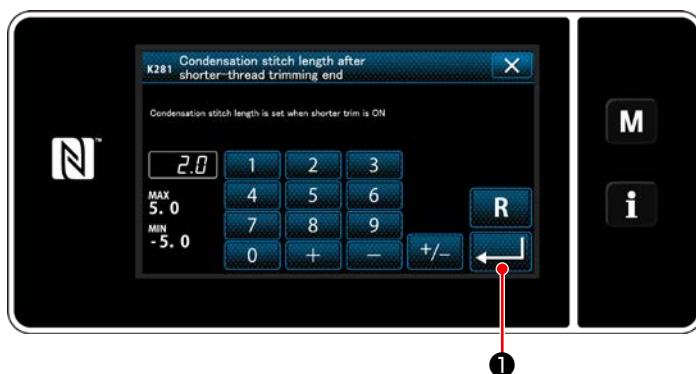 K281 Condensation stitch length after
shorter-thread trimming end
Condensation stitch length is set when shorter trim is ON
2.0
1 2 3
MAX
5. 0
4 5 6
R
MIN
-5. 0
7 8 9
0 + − +/−
M
i
N
™
❶